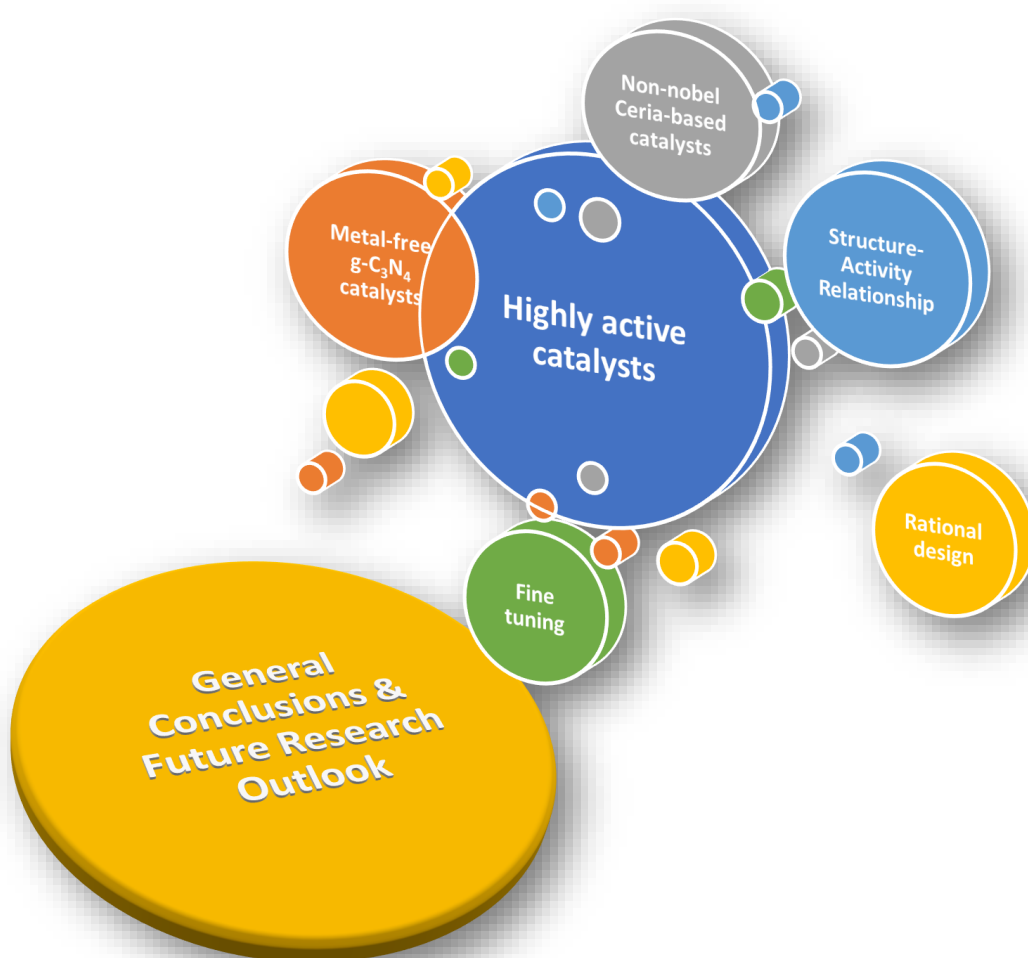 Non-nobel
Ceria-based
catalysts
Metal-free
g-C₃N₄
catalysts
Structure-
Activity
Relationship
Highly active
catalysts
Rational
design
Fine
tuning
General
Conclusions &
Future Research
Outlook